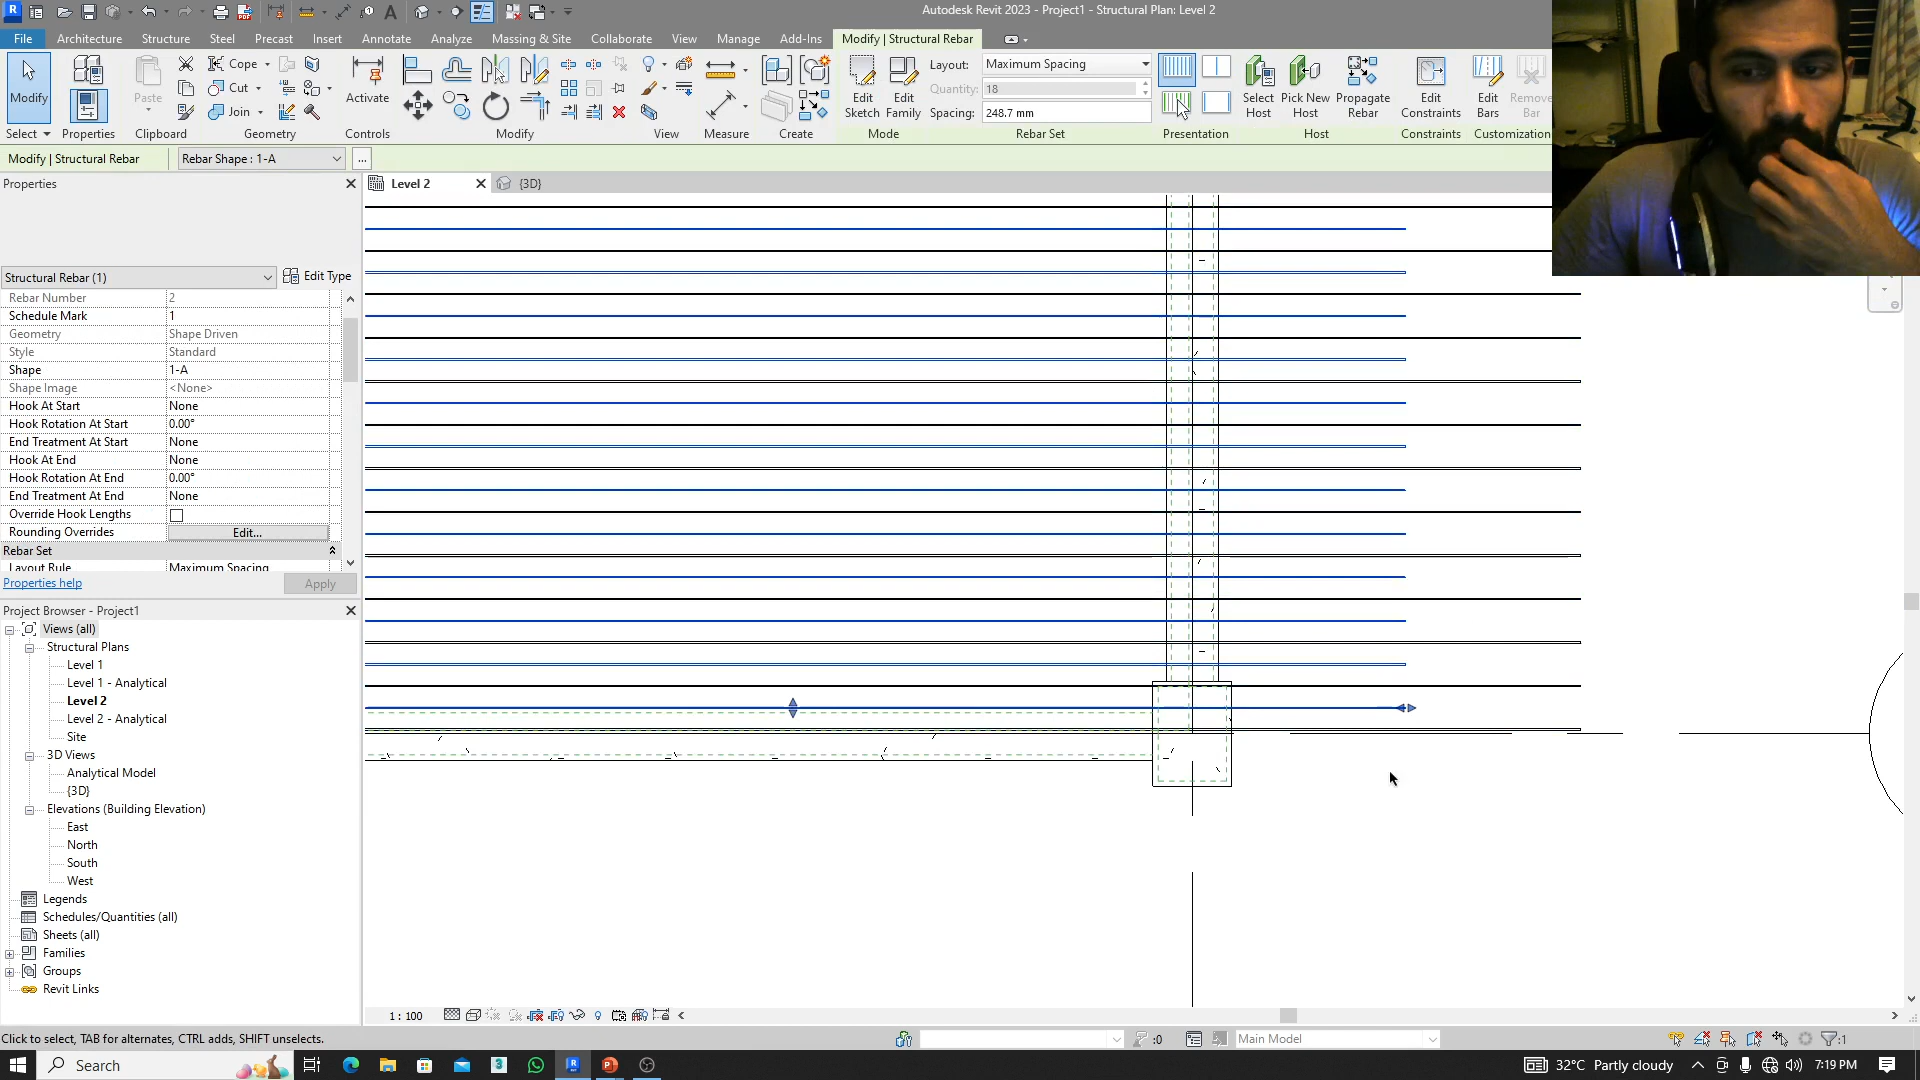 Autodesk Revit 2023 - Project1 - Structural Plan: Level 2
File Architecture Structure Steel Precast Insert Annotate Analyze Massing & Site Collaborate View Manage Add-Ins Modify | Structural Rebar
Modify
Select
Properties
Paste
Cope
Cut
Join
Clipboard
Geometry
Activate
Controls
Modify
View
Measure
Create
Edit Sketch
Edit Family
Mode
Layout: Maximum Spacing
Quantity: 18
Spacing: 248.7 mm
Rebar Set
Presentation
Select Host
Pick New Host
Propagate Rebar
Host
Edit Constraints
Constraints
Edit Bars
Remove Bar
Customization
Modify | Structural Rebar
Rebar Shape : 1-A
...
Properties
Level 2
{3D}
Structural Rebar (1)
Edit Type
Rebar Number 2
Schedule Mark 1
Geometry Shape Driven
Style Standard
Shape 1-A
Shape Image <None>
Hook At Start None
Hook Rotation At Start 0.00°
End Treatment At Start None
Hook At End None
Hook Rotation At End 0.00°
End Treatment At End None
Override Hook Lengths
Rounding Overrides Edit...
Rebar Set
Layout Rule Maximum Spacing
Properties help
Apply
Project Browser - Project1
Views (all)
Structural Plans
Level 1
Level 1 - Analytical
Level 2
Level 2 - Analytical
Site
3D Views
Analytical Model
{3D}
Elevations (Building Elevation)
East
North
South
West
Legends
Schedules/Quantities (all)
Sheets (all)
Families
Groups
Revit Links
1 : 100
Click to select, TAB for alternates, CTRL adds, SHIFT unselects.
:0
Main Model
:1
Search
32°C Partly cloudy
7:19 PM